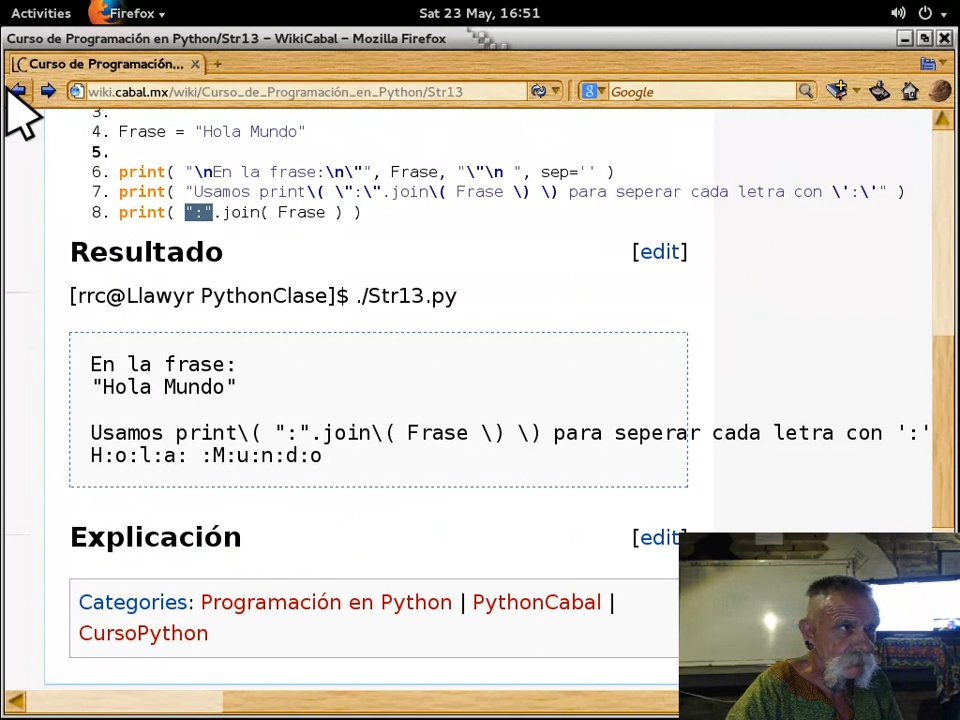 Activities Firefox Sat 23 May, 16:51
Curso de Programación en Python/Str13 – WikiCabal – Mozilla Firefox
Curso de Programación...
wiki.cabal.mx/wiki/Curso_de_Programación_en_Python/Str13 Google
3.
4. Frase = "Hola Mundo"
5.
6. print( "\nEn la frase:\n\"", Frase, "\"\n ", sep='' )
7. print( "Usamos print\( \":\".join\( Frase \) \) para seperar cada letra con \':\'" )
8. print( ":".join( Frase ) )
Resultado [edit]
[rrc@Llawyr PythonClase]$ ./Str13.py
En la frase:
"Hola Mundo"
Usamos print\( ":".join\( Frase \) \) para seperar cada letra con ':'
H:o:l:a: :M:u:n:d:o
Explicación [edit]
Categories: Programación en Python | PythonCabal |
CursoPython